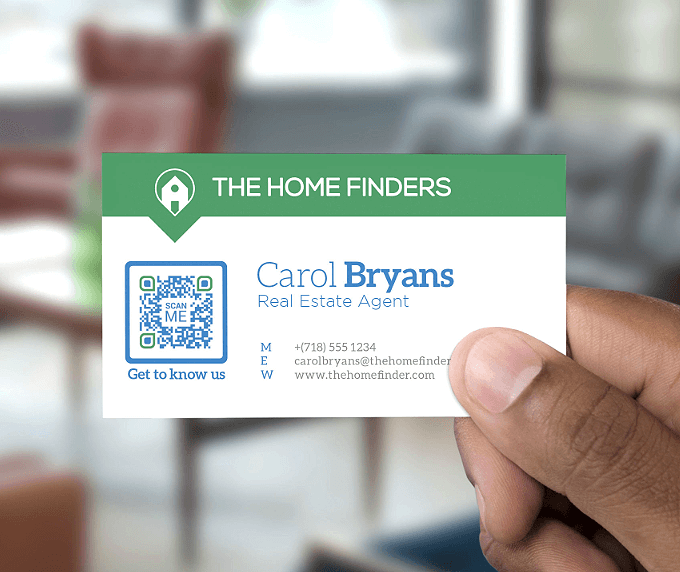 THE HOME FINDERS
SCAN
ME
Get to know us
Carol Bryans
Real Estate Agent
M +(718) 555 1234
E carolbryans@thehomefinder
W www.thehomefinder.com